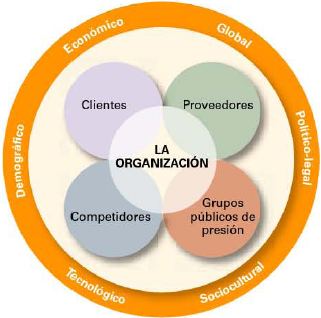 Económico
Global
Demográfico
Político-legal
Tecnológico
Sociocultural
Clientes
Proveedores
LA
ORGANIZACIÓN
Competidores
Grupos
públicos de
presión